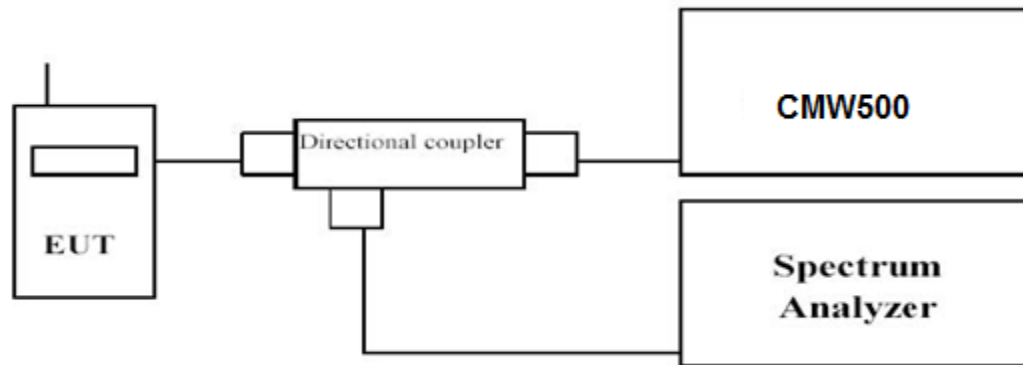 EUT
Directional coupler
CMW500
Spectrum
Analyzer